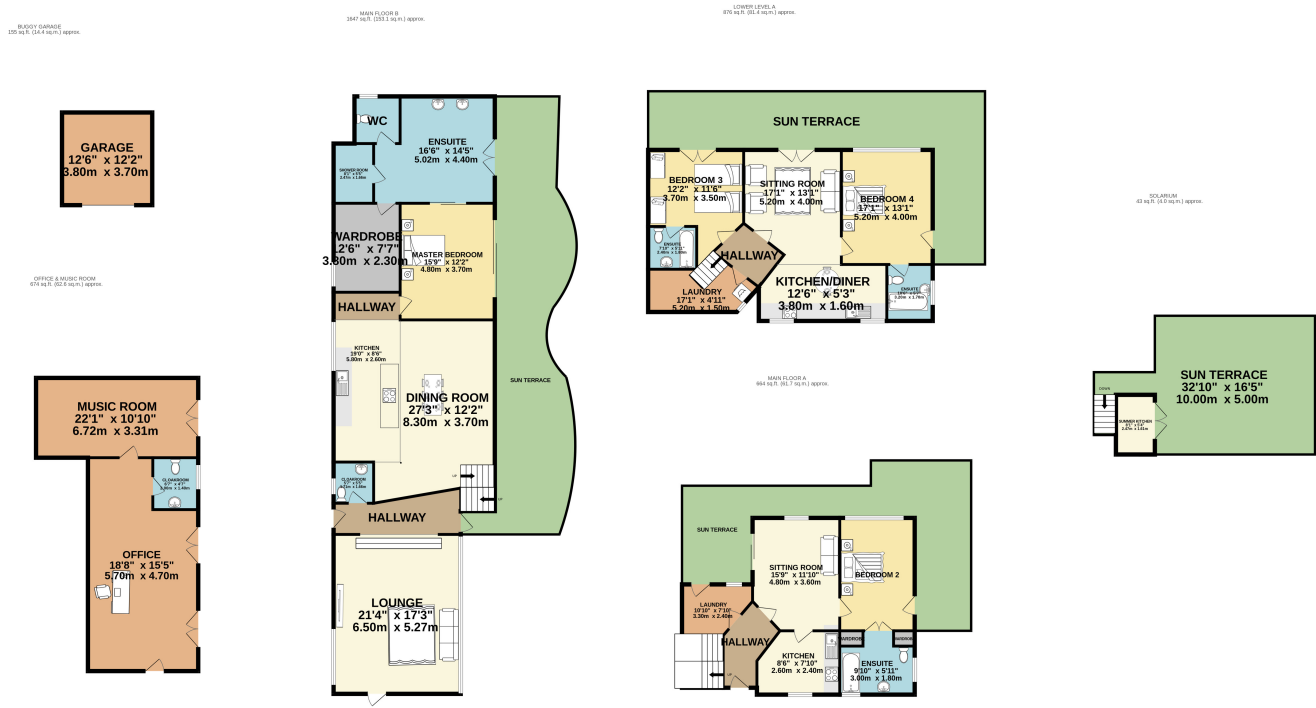 BUGGY GARAGE
155 sq.ft. (14.4 sq.m.) approx.
GARAGE
12'6" x 12'2"
3.80m x 3.70m
OFFICE & MUSIC ROOM
674 sq.ft. (62.6 sq.m.) approx.
MUSIC ROOM
22'1" x 10'10"
6.72m x 3.31m
CLOAKROOM
OFFICE
18'8" x 15'5"
5.70m x 4.70m
MAIN FLOOR B
1647 sq.ft. (153.1 sq.m.) approx.
WC
ENSUITE
16'6" x 14'5"
5.02m x 4.40m
SHOWER ROOM
WARDROBE
12'6" x 7'7"
3.80m x 2.30m
MASTER BEDROOM
15'9" x 12'2"
4.80m x 3.70m
HALLWAY
KITCHEN
19'0" x 8'6"
5.80m x 2.60m
DINING ROOM
27'3" x 12'2"
8.30m x 3.70m
SUN TERRACE
CLOAKROOM
UP
UP
HALLWAY
LOUNGE
21'4" x 17'3"
6.50m x 5.27m
LOWER LEVEL A
876 sq.ft. (81.4 sq.m.) approx.
SUN TERRACE
BEDROOM 3
12'2" x 11'6"
3.70m x 3.50m
SITTING ROOM
17'1" x 13'1"
5.20m x 4.00m
BEDROOM 4
17'1" x 13'1"
5.20m x 4.00m
ENSUITE
HALLWAY
LAUNDRY
17'1" x 4'11"
5.20m x 1.50m
KITCHEN/DINER
12'6" x 5'3"
3.80m x 1.60m
ENSUITE
MAIN FLOOR A
664 sq.ft. (61.7 sq.m.) approx.
SUN TERRACE
SITTING ROOM
15'9" x 11'10"
4.80m x 3.60m
BEDROOM 2
LAUNDRY
10'10" x 7'10"
3.30m x 2.40m
HALLWAY
KITCHEN
8'6" x 7'10"
2.60m x 2.40m
WARDROBE
WARDROBE
ENSUITE
9'10" x 5'11"
3.00m x 1.80m
SOLARIUM
43 sq.ft. (4.0 sq.m.) approx.
SUN TERRACE
32'10" x 16'5"
10.00m x 5.00m
DOWN
SUMMER KITCHEN